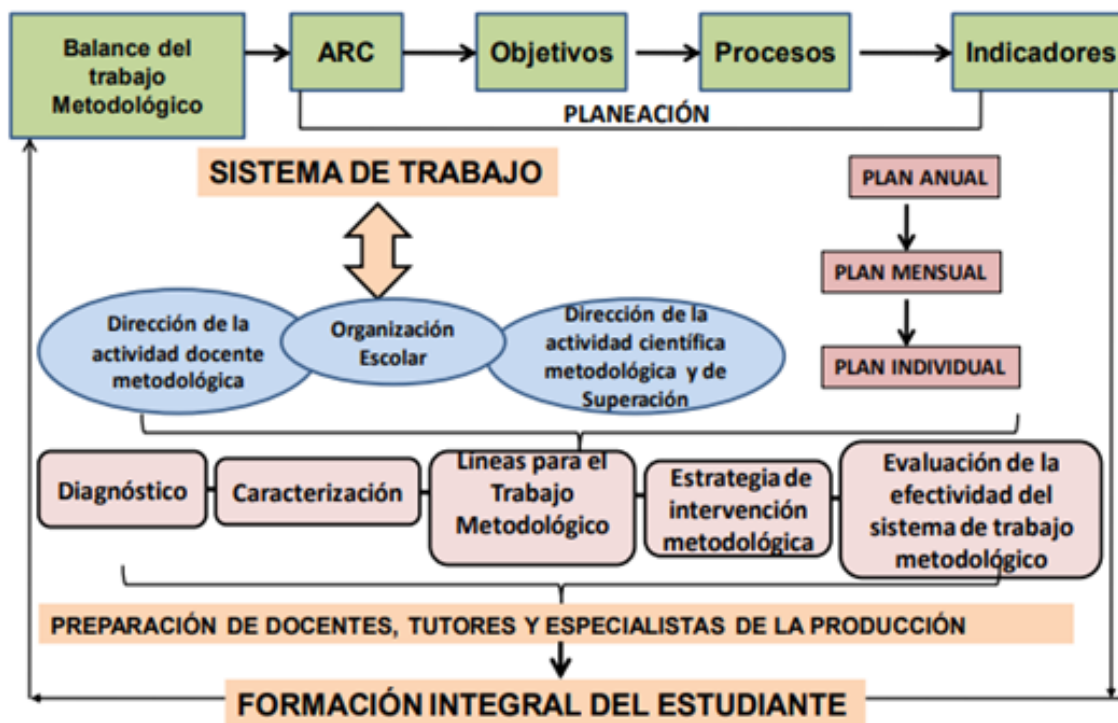 Balance del
trabajo
Metodológico
ARC
Objetivos
Procesos
Indicadores
PLANEACIÓN
SISTEMA DE TRABAJO
PLAN ANUAL
PLAN MENSUAL
PLAN INDIVIDUAL
Dirección de la
actividad docente
metodológica
Organización
Escolar
Dirección de la
actividad científica
metodológica y de
Superación
Diagnóstico
Caracterización
Líneas para el
Trabajo
Metodológico
Estrategia de
intervención
metodológica
Evaluación de la
efectividad del
sistema de trabajo
metodológico
PREPARACIÓN DE DOCENTES, TUTORES Y ESPECIALISTAS DE LA PRODUCCIÓN
FORMACIÓN INTEGRAL DEL ESTUDIANTE